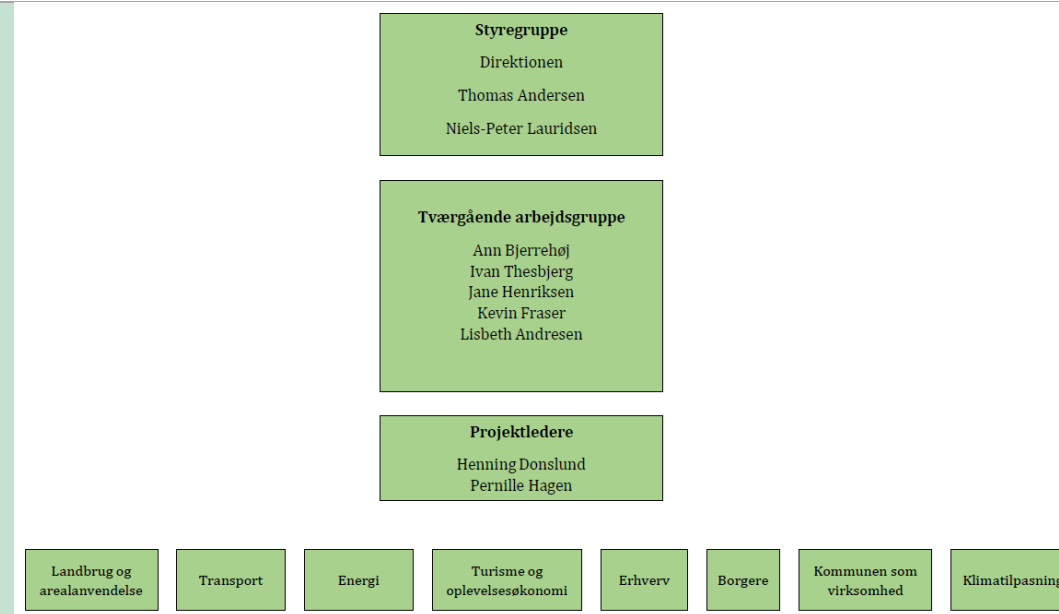 Styregruppe
Direktionen
Thomas Andersen
Niels-Peter Lauridsen
Tværgående arbejdsgruppe
Ann Bjerrehøj
Ivan Thesbjerg
Jane Henriksen
Kevin Fraser
Lisbeth Andresen
Projektledere
Henning Donslund
Pernille Hagen
Landbrug og
arealanvendelse
Transport
Energi
Turisme og
oplevelsesøkonomi
Erhverv
Borgere
Kommunen som
virksomhed
Klimatilpasning